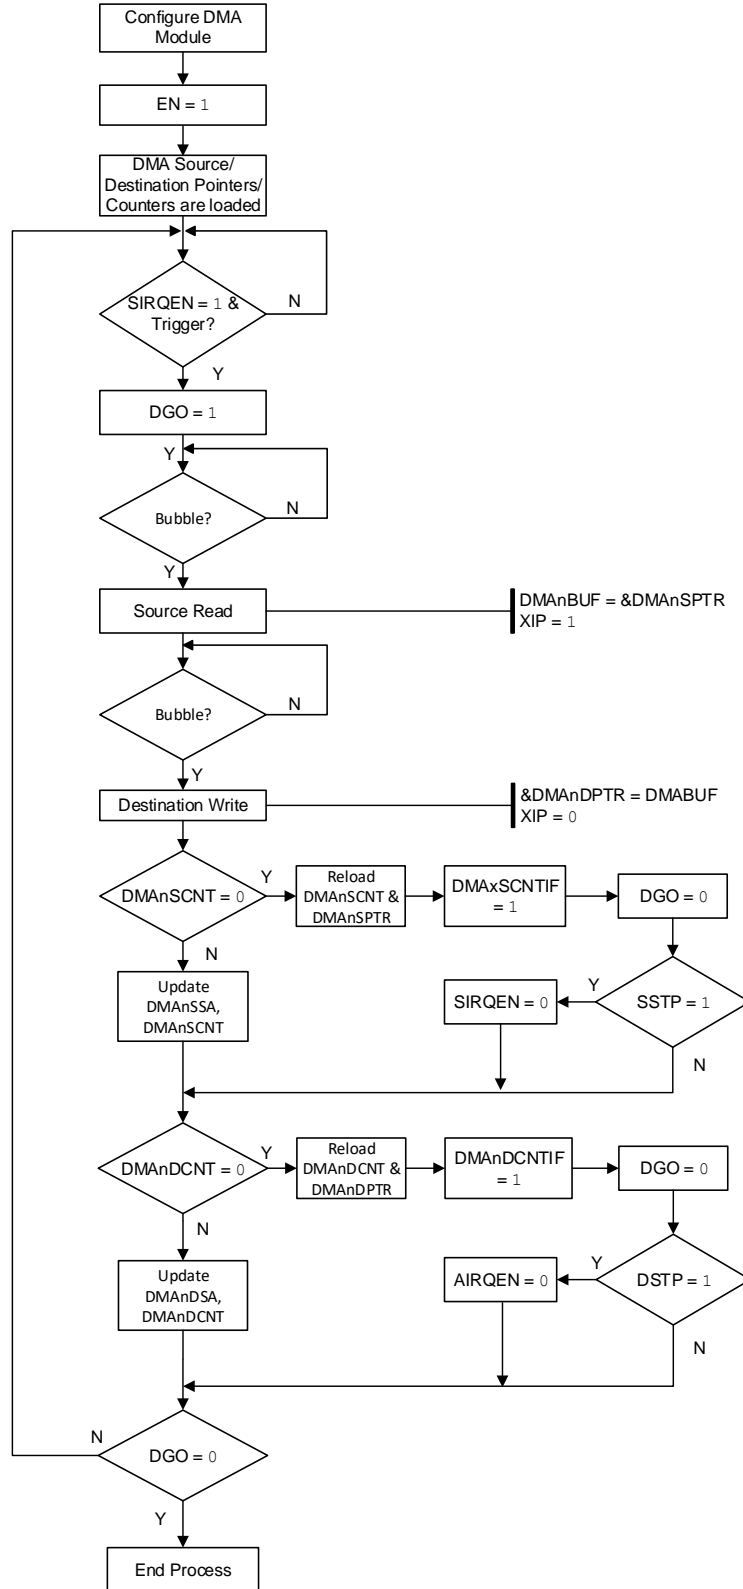 Configure DMA
Module
EN = 1
DMA Source/
Destination Pointers/
Counters are loaded
SIRQEN = 1 &
Trigger?
N
Y
DGO = 1
Y
Bubble?
N
Y
Source Read
DMAnBUF = &DMAnSPTR
XIP = 1
Bubble?
N
Y
Destination Write
&DMAnDPTR = DMABUF
XIP = 0
DMAnSCNT = 0
Y
Reload
DMAnSCNT &
DMAnSPTR
DMAxSCNTIF
= 1
DGO = 0
N
Update
DMAnSSA,
DMAnSCNT
SIRQEN = 0
Y
SSTP = 1
N
DMAnDCNT = 0
Y
Reload
DMAnDCNT &
DMAnDPTR
DMAnDCNTIF
= 1
DGO = 0
N
Update
DMAnDSA,
DMAnDCNT
AIRQEN = 0
Y
DSTP = 1
N
N
DGO = 0
Y
End Process